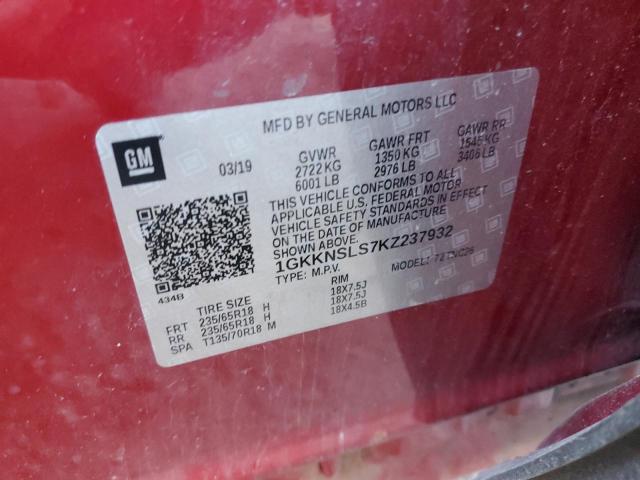 MFD BY GENERAL MOTORS LLC
GM
03/19
GVWR GAWR FRT GAWR RR
2722 KG 1350 KG 1545 KG
6001 LB 2976 LB 3406 LB
THIS VEHICLE CONFORMS TO ALL
APPLICABLE U.S. FEDERAL MOTOR
VEHICLE SAFETY STANDARDS IN EFFECT
ON THE DATE OF MANUFACTURE
SHOWN ABOVE.
1GKKNSLS7KZ237932
434B
TYPE: M.P.V. MODEL:
TIRE SIZE RIM
FRT 235/65R18 H 18X7.5J
RR 235/65R18 H 18X7.5J
SPA T135/70R18 M 18X4.5B